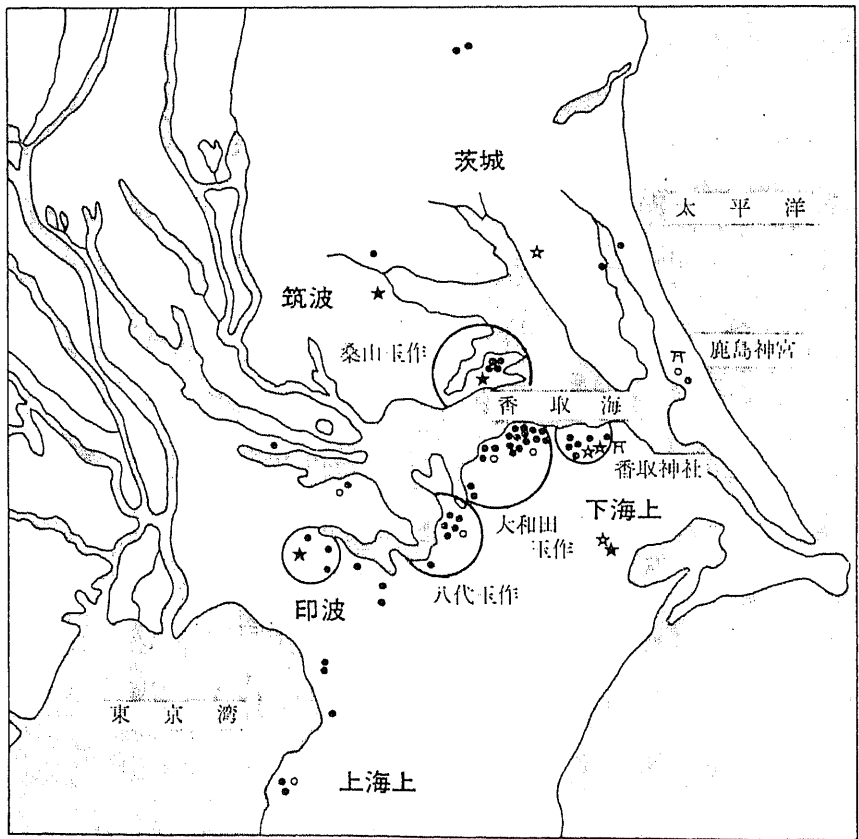 茨城
太平洋
筑波
桑山玉作
鹿島神宮
香取海
香取神社
大和田
玉作
下海上
八代玉作
印波
東京湾
上海上